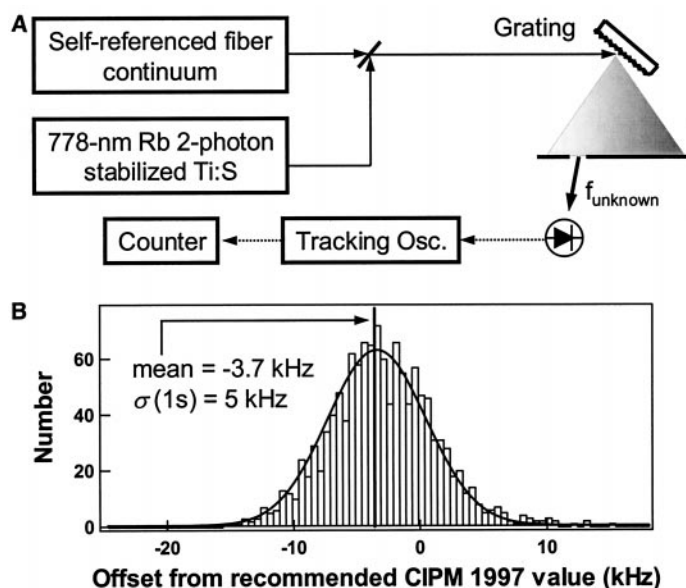 A
Self-referenced fiber
continuum
Grating
778-nm Rb 2-photon
stabilized Ti:S
f_unknown
Counter
Tracking Osc.
B
mean = -3.7 kHz
σ(1s) = 5 kHz
Number
60
40
20
0
-20
-10
0
10
Offset from recommended CIPM 1997 value (kHz)